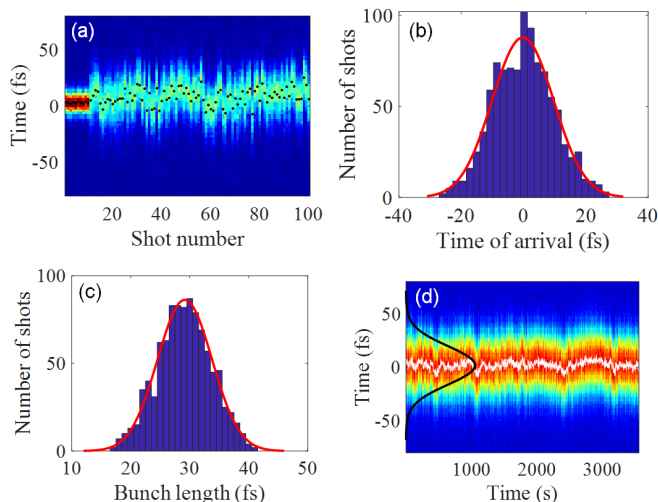 (a)
Time (fs)
50
0
-50
20 40 60 80 100
Shot number
(b)
Number of shots
100
50
0
-40 -20 0 20 40
Time of arrival (fs)
(c)
Number of shots
100
50
0
10 20 30 40 50
Bunch length (fs)
(d)
Time (fs)
50
0
-50
1000 2000 3000
Time (s)